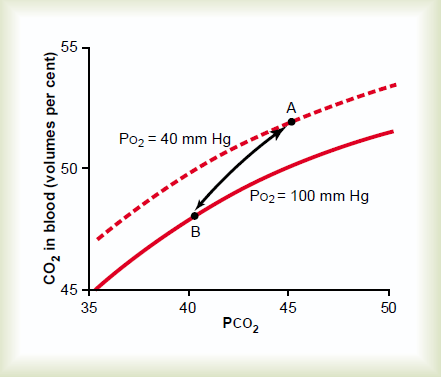 55
A
PO₂ = 40 mm Hg
50
PO₂ = 100 mm Hg
B
45
35
40
45
50
PCO₂
CO₂ in blood (volumes per cent)